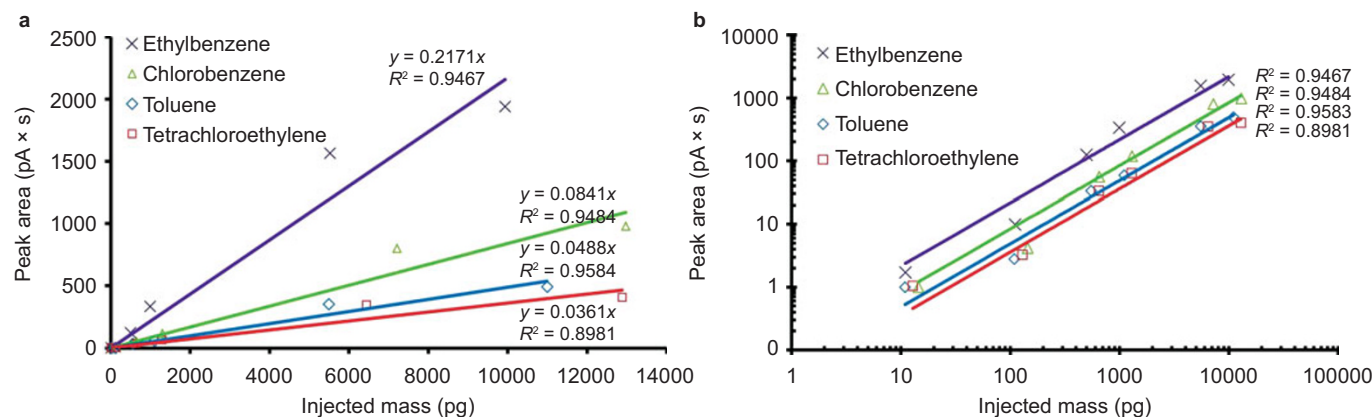 a
2500
2000
1500
1000
500
0
Peak area (pA × s)
Ethylbenzene
Chlorobenzene
Toluene
Tetrachloroethylene
y = 0.2171x
R² = 0.9467
y = 0.0841x
R² = 0.9484
y = 0.0488x
R² = 0.9584
y = 0.0361x
R² = 0.8981
0 2000 4000 6000 8000 10000 12000 14000
Injected mass (pg)
b
10000
1000
100
10
1
0
Peak area (pA × s)
Ethylbenzene
Chlorobenzene
Toluene
Tetrachloroethylene
R² = 0.9467
R² = 0.9484
R² = 0.9583
R² = 0.8981
1 10 100 1000 10000 100000
Injected mass (pg)